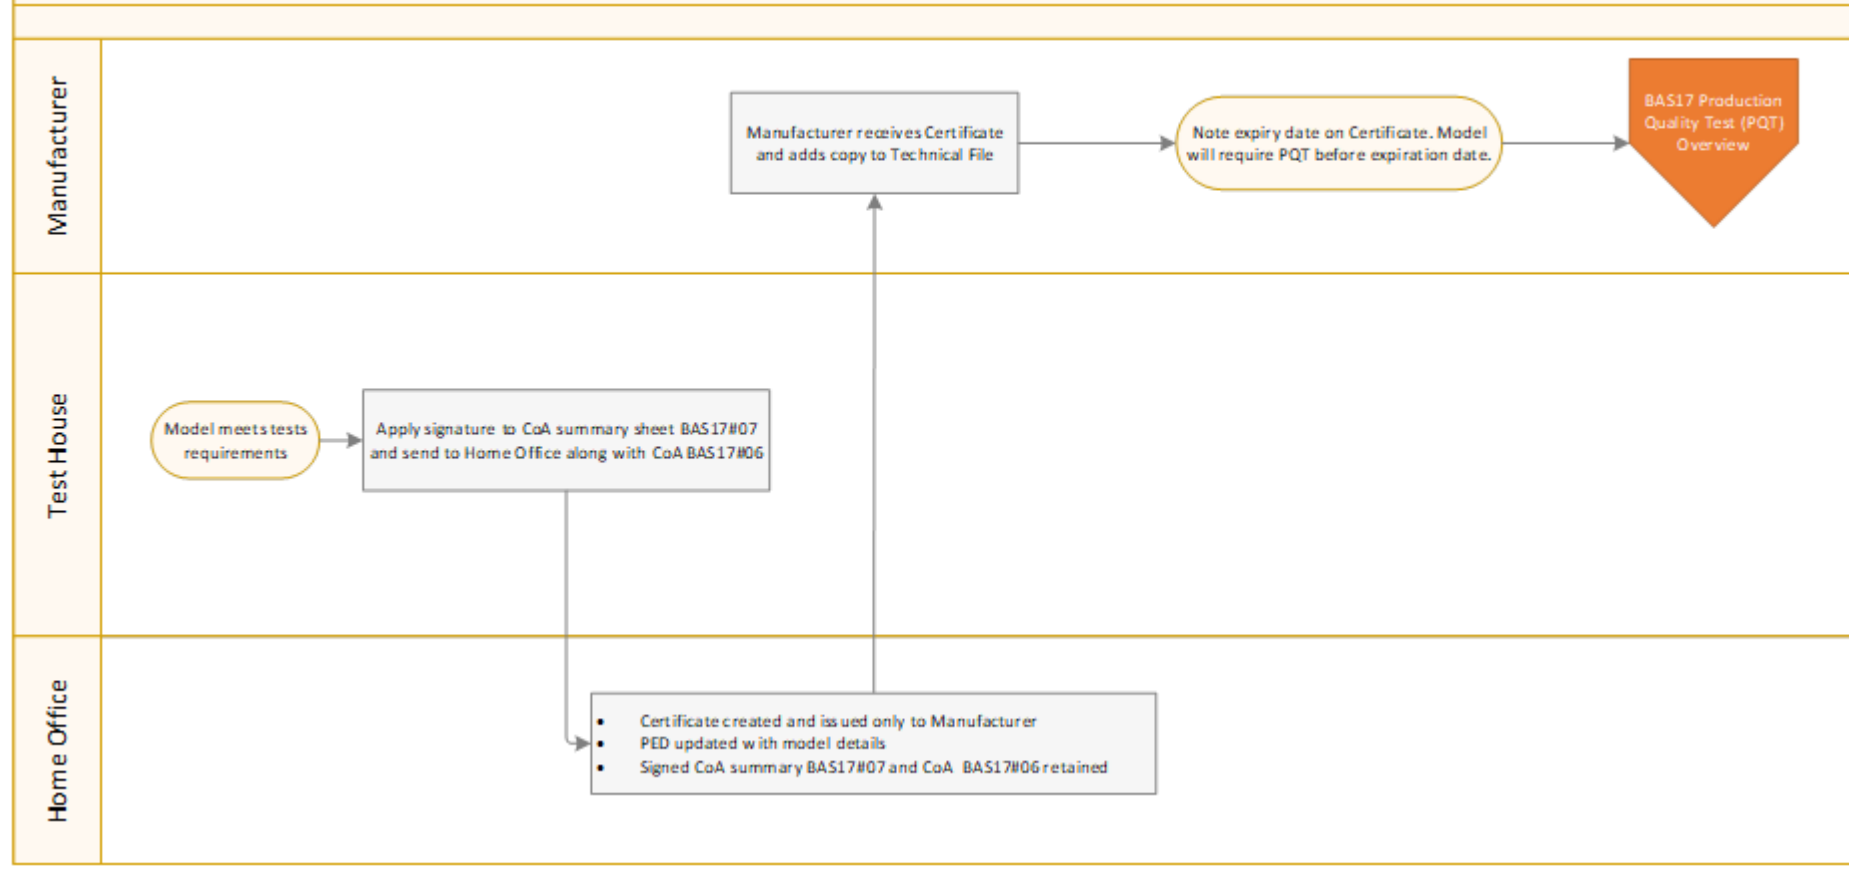 Manufacturer
Manufacturer receives Certificate
and adds copy to Technical File
Note expiry date on Certificate. Model
will require PQT before expiration date.
BAS17 Production
Quality Test (PQT)
Overview
Test House
Model meets tests
requirements
Apply signature to CoA summary sheet BAS17#07
and send to Home Office along with CoA BAS17#06
Home Office
• Certificate created and issued only to Manufacturer
• PED updated with model details
• Signed CoA summary BAS17#07 and CoA BAS17#06 retained